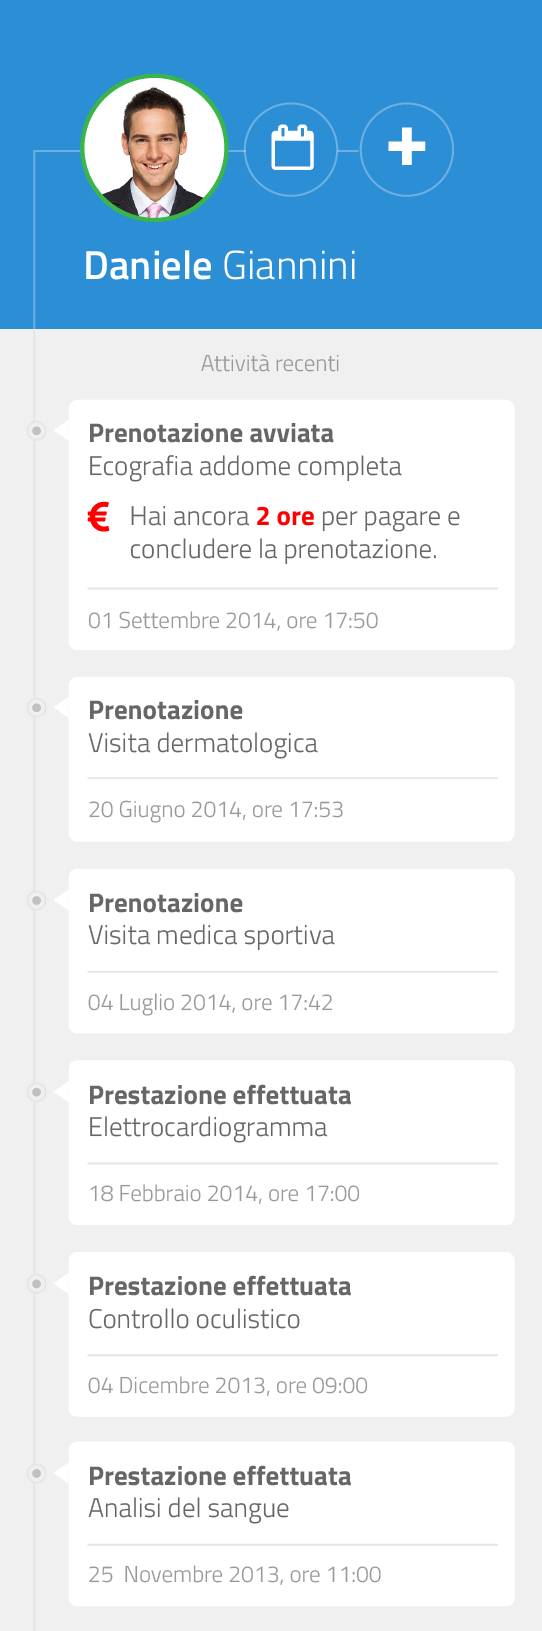 Daniele Giannini
Attività recenti
Prenotazione avviata
Ecografia addome completa
€ Hai ancora 2 ore per pagare e
concludere la prenotazione.
01 Settembre 2014, ore 17:50
Prenotazione
Visita dermatologica
20 Giugno 2014, ore 17:53
Prenotazione
Visita medica sportiva
04 Luglio 2014, ore 17:42
Prestazione effettuata
Elettrocardiogramma
18 Febbraio 2014, ore 17:00
Prestazione effettuata
Controllo oculistico
04 Dicembre 2013, ore 09:00
Prestazione effettuata
Analisi del sangue
25  Novembre 2013, ore 11:00